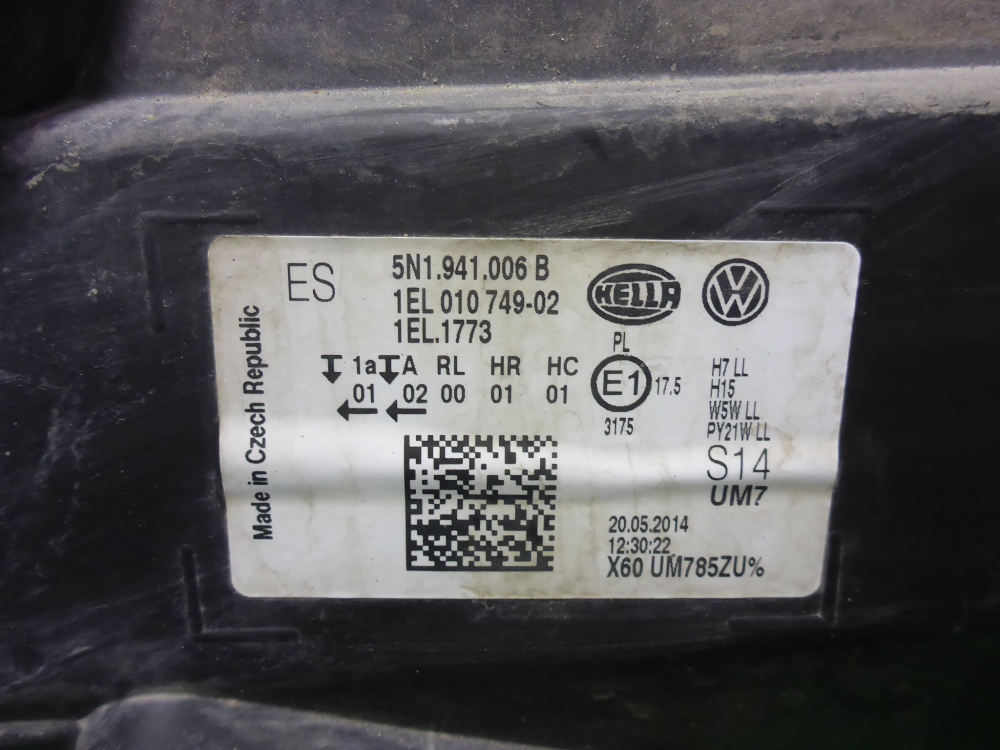 Made in Czech Republic
ES
5N1.941.006 B
1EL 010 749-02
1EL.1773
HELLA
VW
1a A RL HR HC
01 02 00 01 01
PL
E1 17.5
3175
H7 LL
H15
W5W LL
PY21W LL
S14
UM7
20.05.2014
12:30:22
X60 UM785ZU%